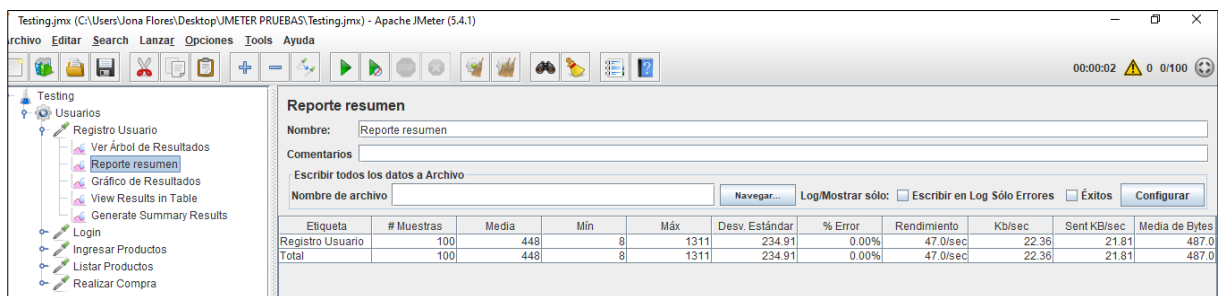 Testing.jmx (C:\Users\Jona Flores\Desktop\JMETER PRUEBAS\Testing.jmx) - Apache JMeter (5.4.1)
rchivo Editar Search Lanzar Opciones Tools Ayuda
00:00:02 0 0/100
Testing
Usuarios
Registro Usuario
Ver Árbol de Resultados
Reporte resumen
Gráfico de Resultados
View Results in Table
Generate Summary Results
Login
Ingresar Productos
Listar Productos
Realizar Compra
Reporte resumen
Nombre: Reporte resumen
Comentarios
Escribir todos los datos a Archivo
Nombre de archivo Navegar... Log/Mostrar sólo: Escribir en Log Sólo Errores Éxitos Configurar
Etiqueta # Muestras Media Mín Máx Desv. Estándar % Error Rendimiento Kb/sec Sent KB/sec Media de Bytes
Registro Usuario 100 448 8 1311 234.91 0.00% 47.0/sec 22.36 21.81 487.0
Total 100 448 8 1311 234.91 0.00% 47.0/sec 22.36 21.81 487.0